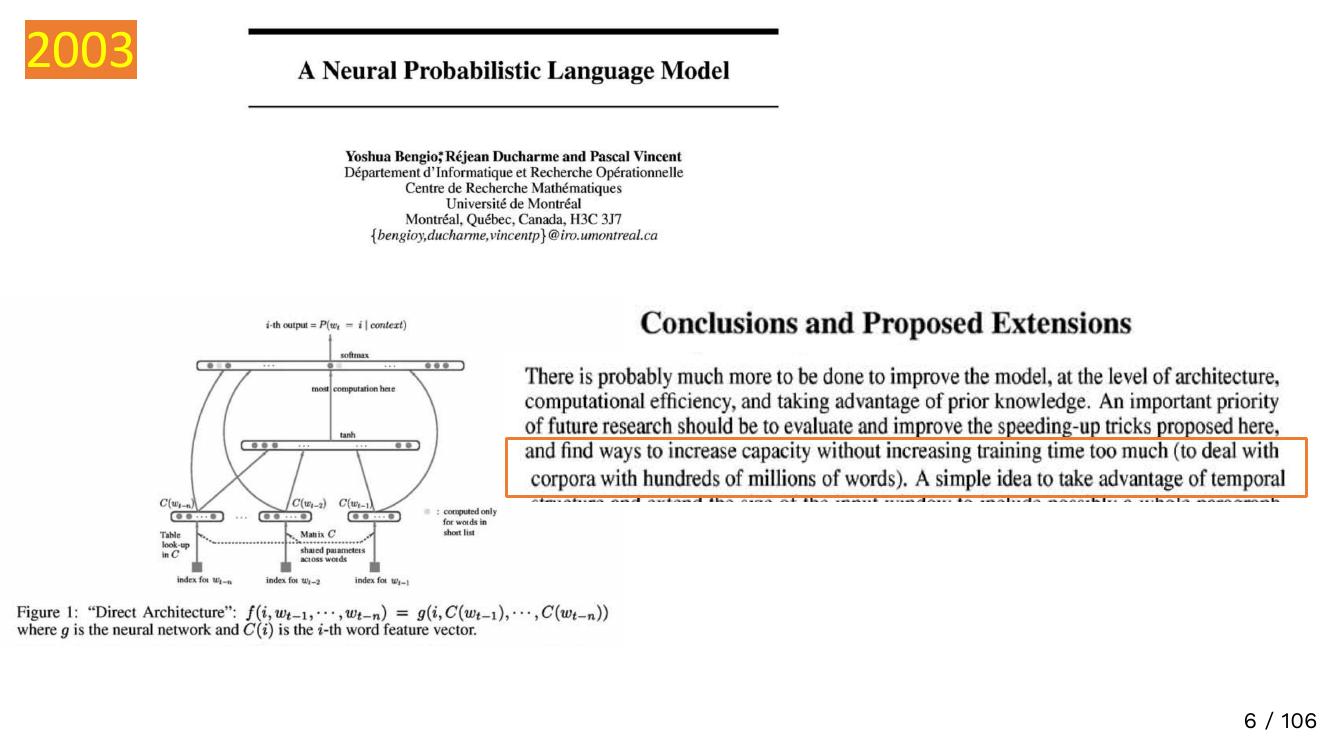 2003
A Neural Probabilistic Language Model
Yoshua Bengio,* Réjean Ducharme and Pascal Vincent
Département d'Informatique et Recherche Opérationnelle
Centre de Recherche Mathématiques
Université de Montréal
Montréal, Québec, Canada, H3C 3J7
{bengioy,ducharme,vincentp}@iro.umontreal.ca
i-th output = P(w_t = i | context)
softmax
... ...
most computation here
tanh
... ...
C(w_{t−n}) C(w_{t−2}) C(w_{t−1})
... ... ... ...
: computed only
for words in
short list
Table
look-up
in C
Matrix C
shared parameters
across words
index for w_{t−n} index for w_{t−2} index for w_{t−1}
Figure 1: “Direct Architecture”: f(i, w_{t−1}, ···, w_{t−n}) = g(i, C(w_{t−1}), ···, C(w_{t−n}))
where g is the neural network and C(i) is the i-th word feature vector.
Conclusions and Proposed Extensions
There is probably much more to be done to improve the model, at the level of architecture,
computational efficiency, and taking advantage of prior knowledge. An important priority
of future research should be to evaluate and improve the speeding-up tricks proposed here,
and find ways to increase capacity without increasing training time too much (to deal with
corpora with hundreds of millions of words). A simple idea to take advantage of temporal
6 / 106